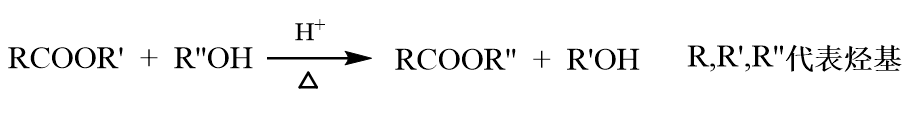 H⁺
RCOOR' + R"OH ⟶ RCOOR" + R'OH R,R',R"代表烃基
△